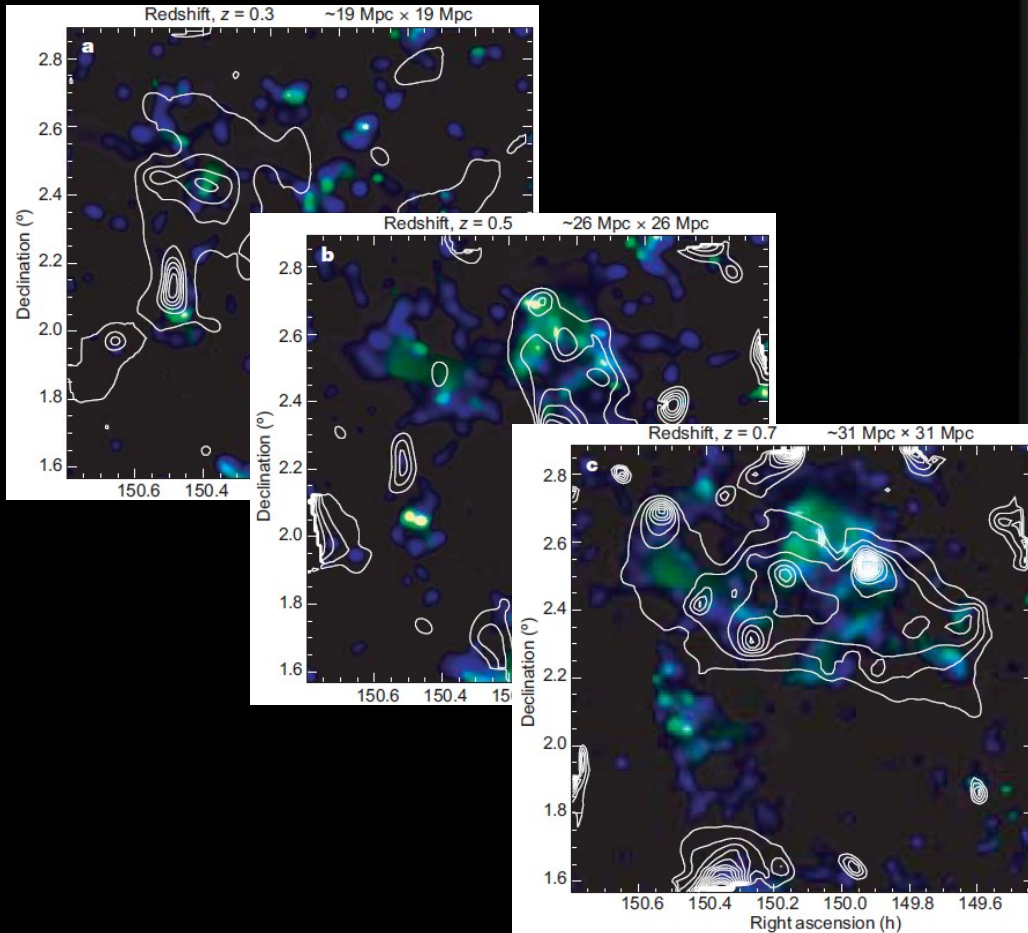 Redshift, z = 0.3 ~19 Mpc × 19 Mpc
a
2.8
2.6
2.4
2.2
2.0
1.8
1.6
Declination (º)
150.6 150.4
Redshift, z = 0.5 ~26 Mpc × 26 Mpc
b
2.8
2.6
2.4
2.2
2.0
1.8
1.6
Declination (º)
150.6 150.4
Redshift, z = 0.7 ~31 Mpc × 31 Mpc
c
2.8
2.6
2.4
2.2
2.0
1.8
1.6
Declination (º)
150.6 150.4 150.2 150.0 149.8 149.6
Right ascension (h)